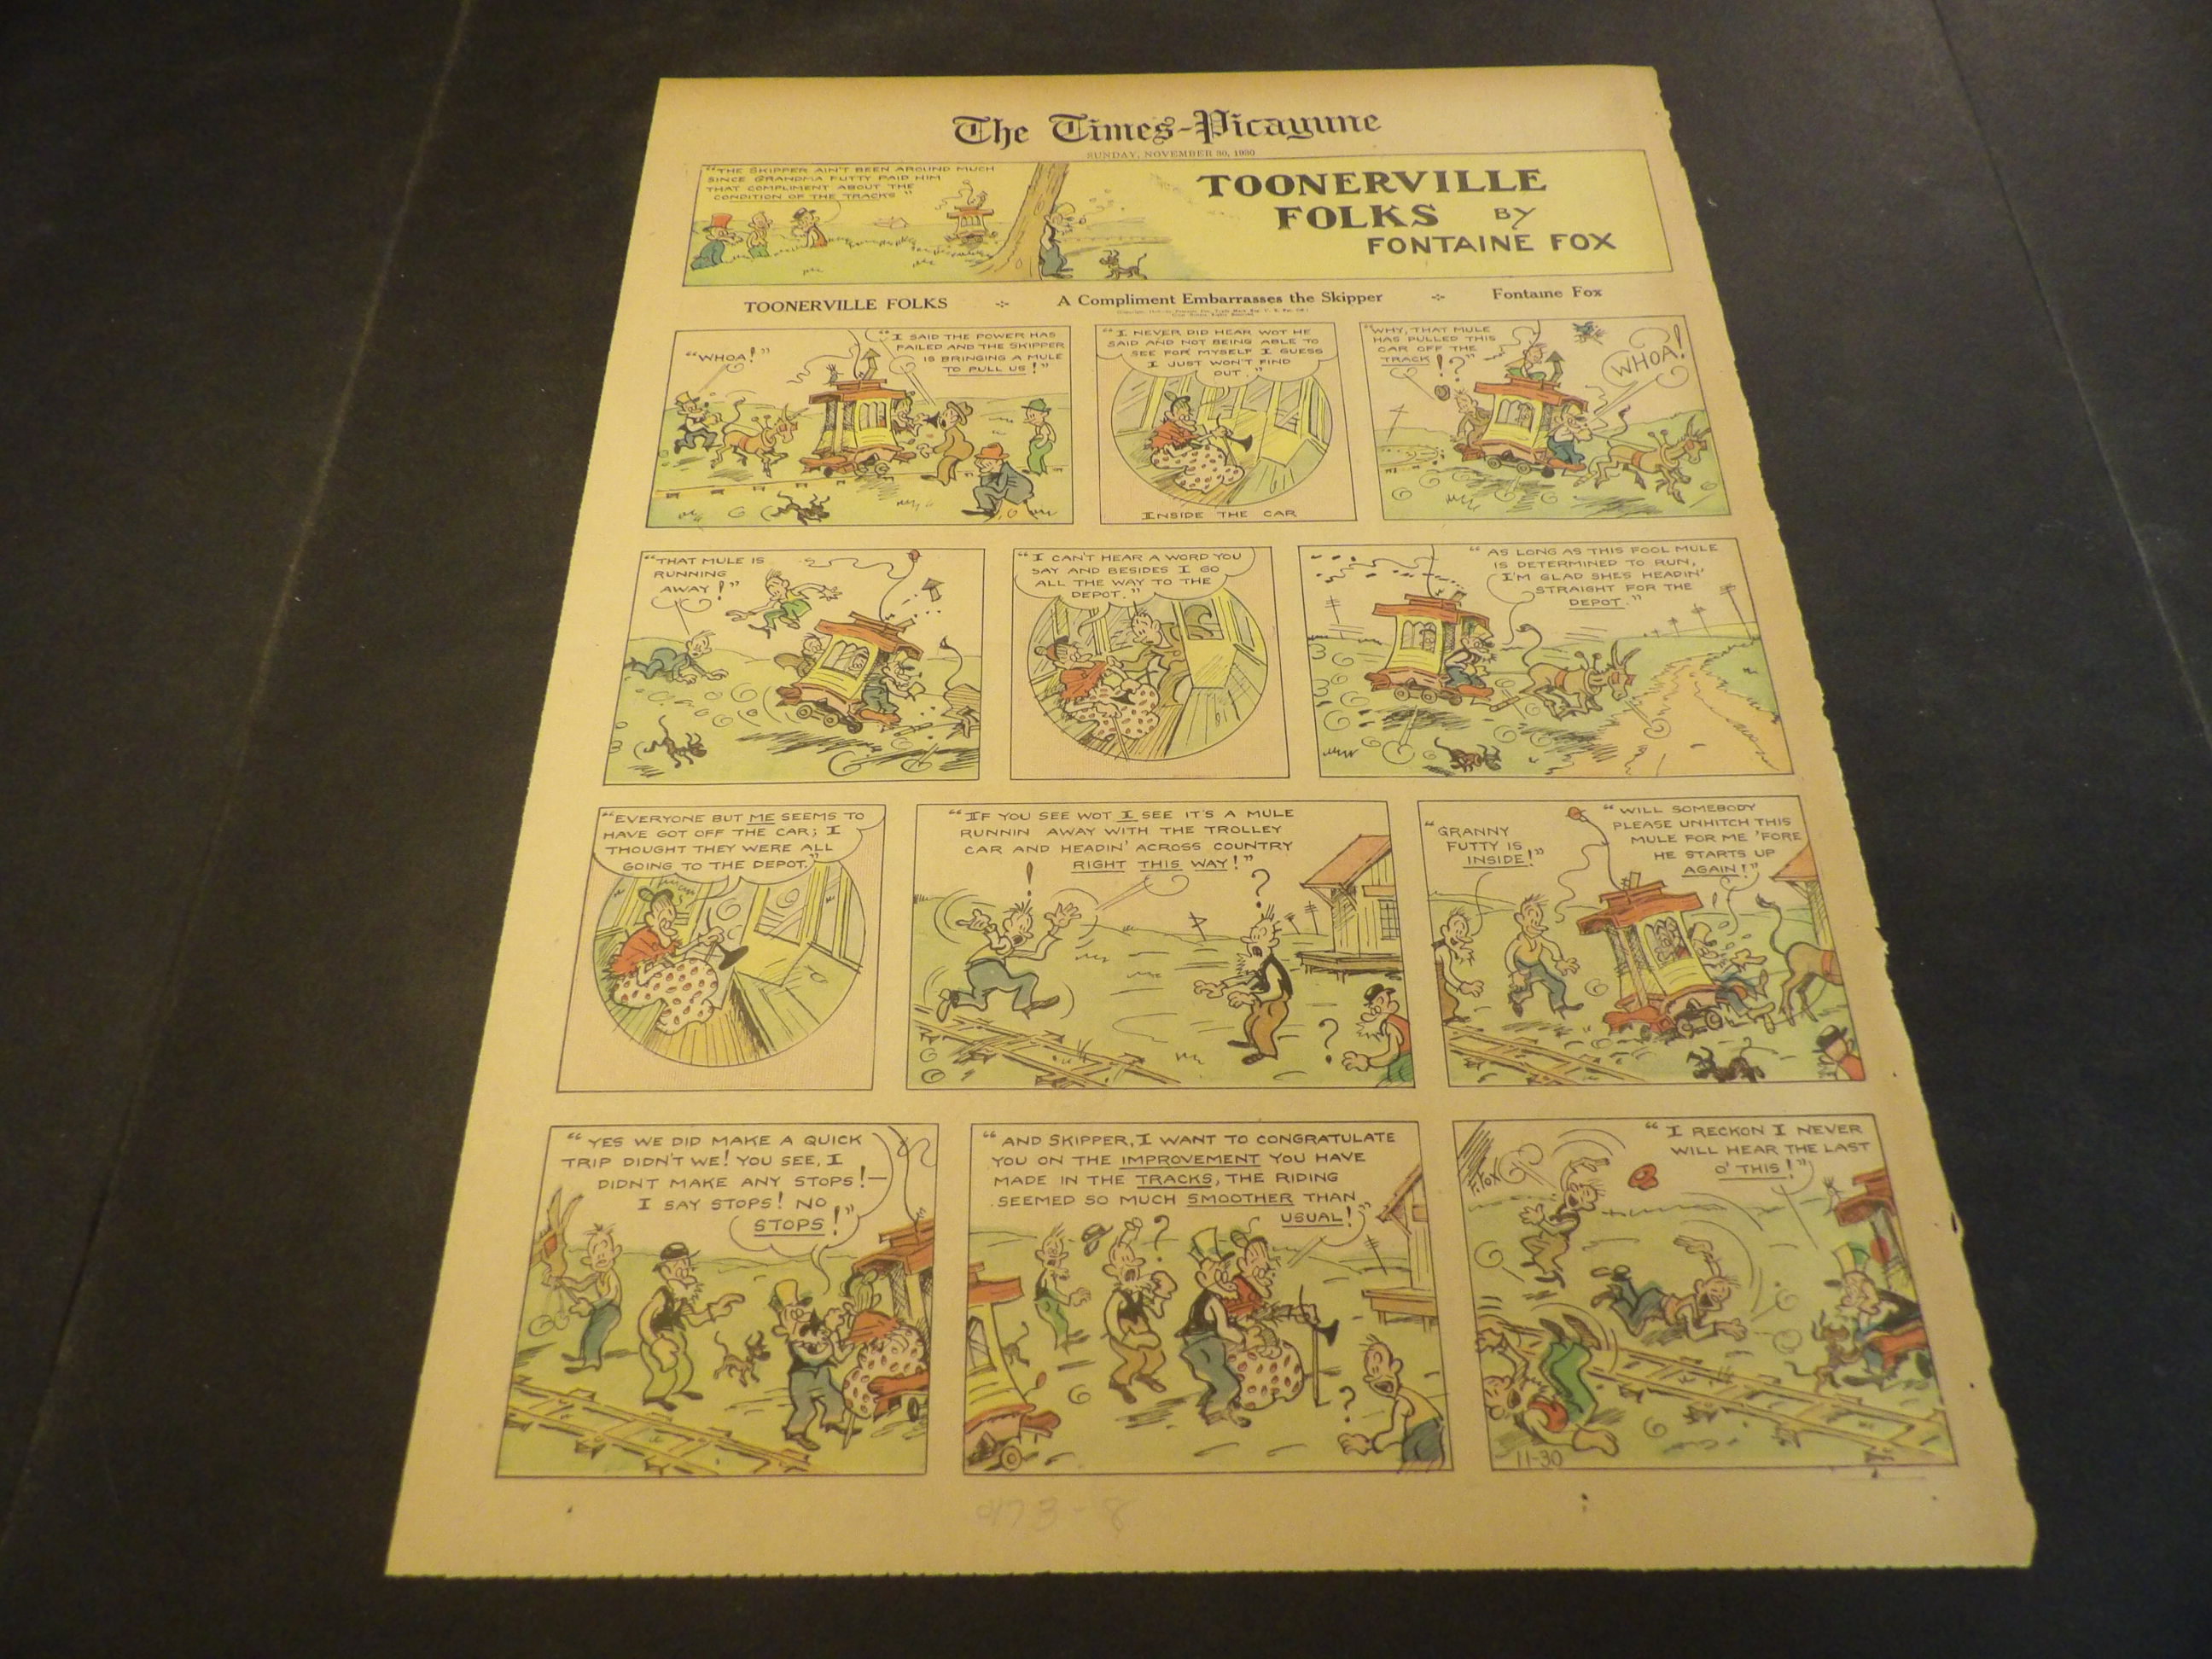 The Times-Picayune
SUNDAY, NOVEMBER 30, 1930
"THE SKIPPER AIN'T BEEN AROUND MUCH
SINCE GRANDMA FUTTY PAID HIM
THAT COMPLIMENT ABOUT THE
CONDITION OF THE TRACKS"
TOONERVILLE
FOLKS BY
FONTAINE FOX
TOONERVILLE FOLKS A Compliment Embarrasses the Skipper Fontaine Fox
"WHOA!"
"I SAID THE POWER HAS
FAILED AND THE SKIPPER
IS BRINGING A MULE
TO PULL US!"
"I NEVER DID HEAR WOT HE
SAID AND NOT BEING ABLE TO
SEE FOR MYSELF I GUESS
I JUST WON'T FIND
OUT."
INSIDE THE CAR
"WHY, THAT MULE
HAS PULLED THIS
CAR OFF THE
TRACK!?"
WHOA!
"THAT MULE IS
RUNNING
AWAY!"
"I CAN'T HEAR A WORD YOU
SAY AND BESIDES I GO
ALL THE WAY TO THE
DEPOT."
"AS LONG AS THIS FOOL MULE
IS DETERMINED TO RUN,
I'M GLAD SHE'S HEADIN'
STRAIGHT FOR THE
DEPOT."
"EVERYONE BUT ME SEEMS TO
HAVE GOT OFF THE CAR; I
THOUGHT THEY WERE ALL
GOING TO THE DEPOT."
"IF YOU SEE WOT I SEE IT'S A MULE
RUNNIN AWAY WITH THE TROLLEY
CAR AND HEADIN' ACROSS COUNTRY
RIGHT THIS WAY!"
!
?
?
"GRANNY
FUTTY IS
INSIDE!"
"WILL SOMEBODY
PLEASE UNHITCH THIS
MULE FOR ME 'FORE
HE STARTS UP
AGAIN!"
"YES WE DID MAKE A QUICK
TRIP DIDN'T WE! YOU SEE, I
DIDNT MAKE ANY STOPS!—
I SAY STOPS! NO
STOPS!"
"AND SKIPPER, I WANT TO CONGRATULATE
YOU ON THE IMPROVEMENT YOU HAVE
MADE IN THE TRACKS, THE RIDING
SEEMED SO MUCH SMOOTHER THAN
USUAL!"
?
?
"I RECKON I NEVER
WILL HEAR THE LAST
O' THIS!"
F. FOX
11-30
473-8